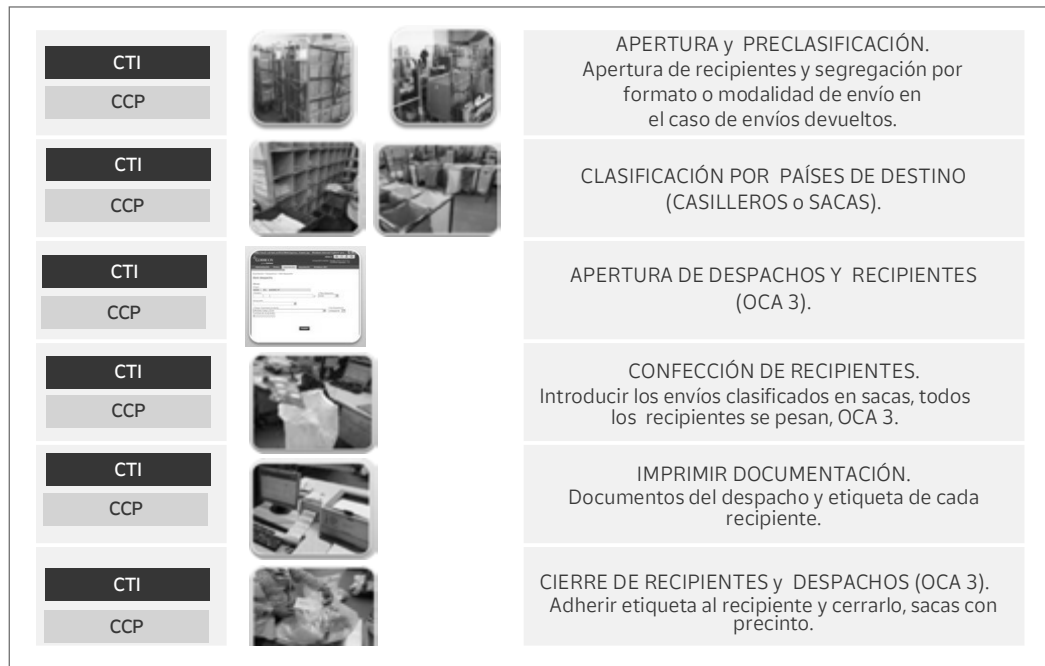 CTI
CCP
APERTURA y PRECLASIFICACIÓN.
Apertura de recipientes y segregación por
formato o modalidad de envío en
el caso de envíos devueltos.
CTI
CCP
CLASIFICACIÓN POR PAÍSES DE DESTINO
(CASILLEROS o SACAS).
CTI
CCP
APERTURA DE DESPACHOS Y RECIPIENTES
(OCA 3).
CTI
CCP
CONFECCIÓN DE RECIPIENTES.
Introducir los envíos clasificados en sacas, todos
los recipientes se pesan, OCA 3.
CTI
CCP
IMPRIMIR DOCUMENTACIÓN.
Documentos del despacho y etiqueta de cada
recipiente.
CTI
CCP
CIERRE DE RECIPIENTES y DESPACHOS (OCA 3).
Adherir etiqueta al recipiente y cerrarlo, sacas con
precinto.